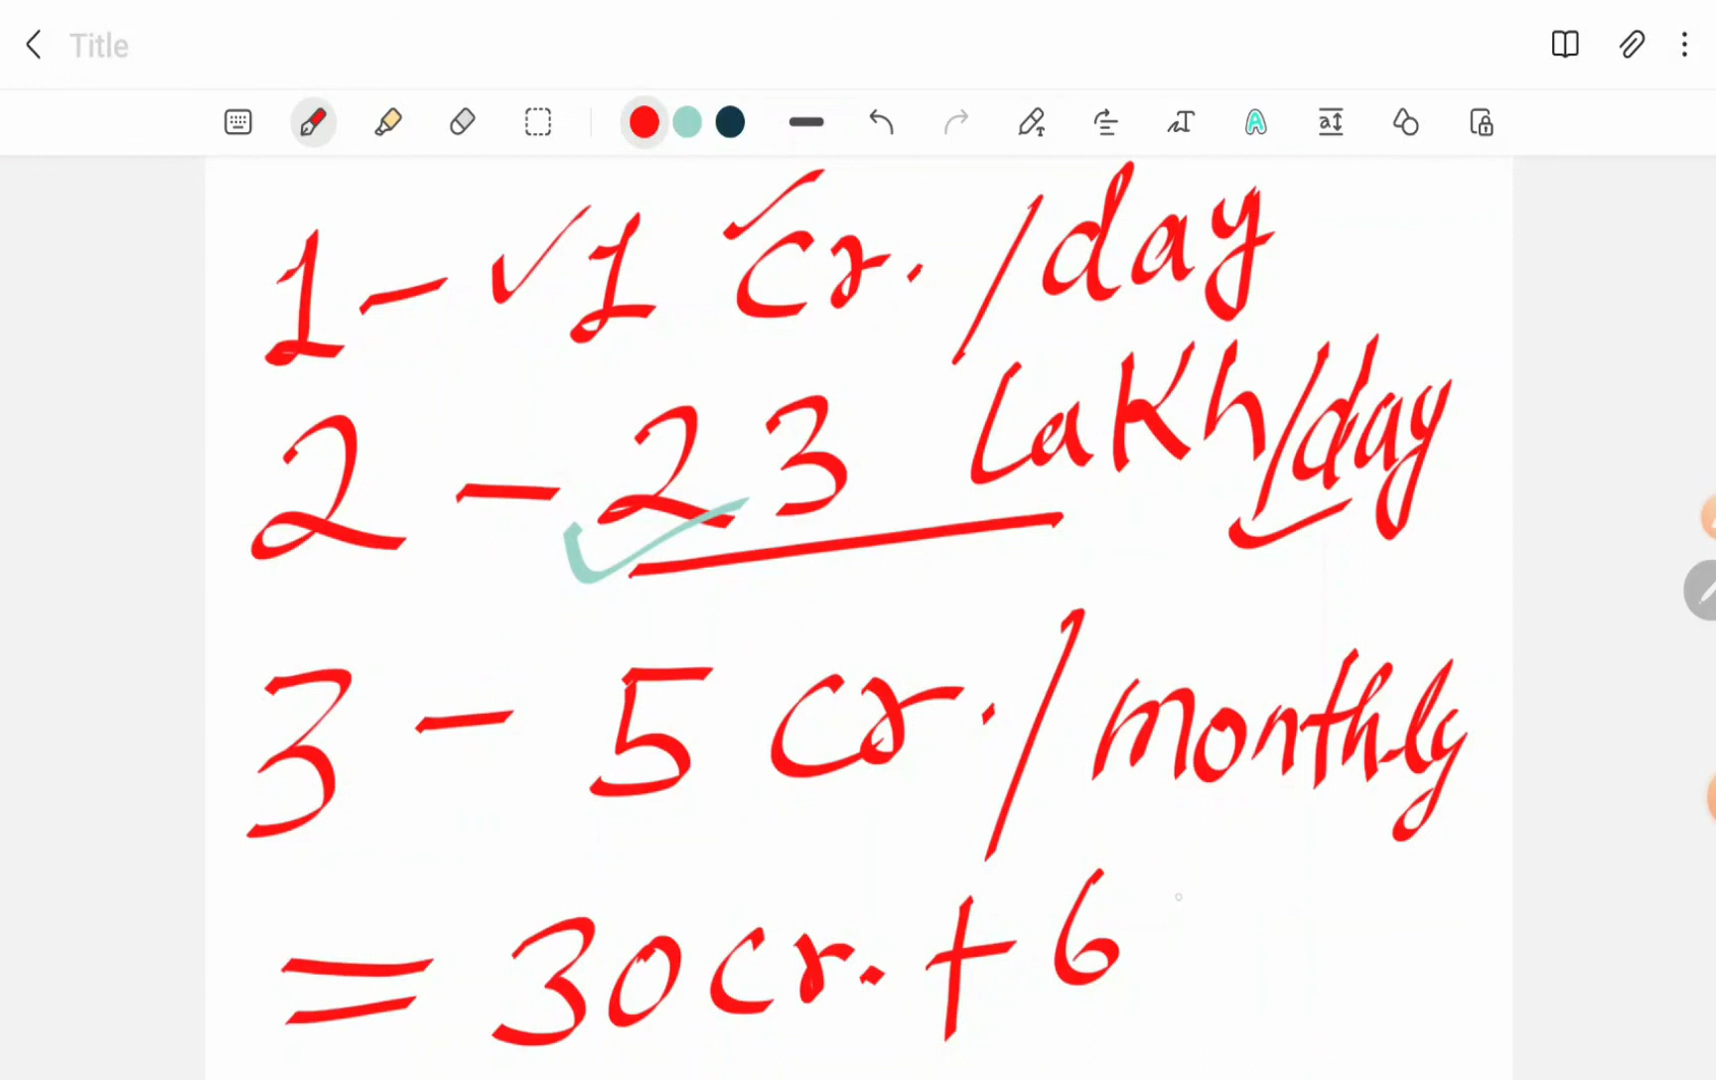 Title
1 - ✓1 Cr. /day
2 - 23 Lakh/day
3 - 5 cr./monthly
= 30 cr. + 6